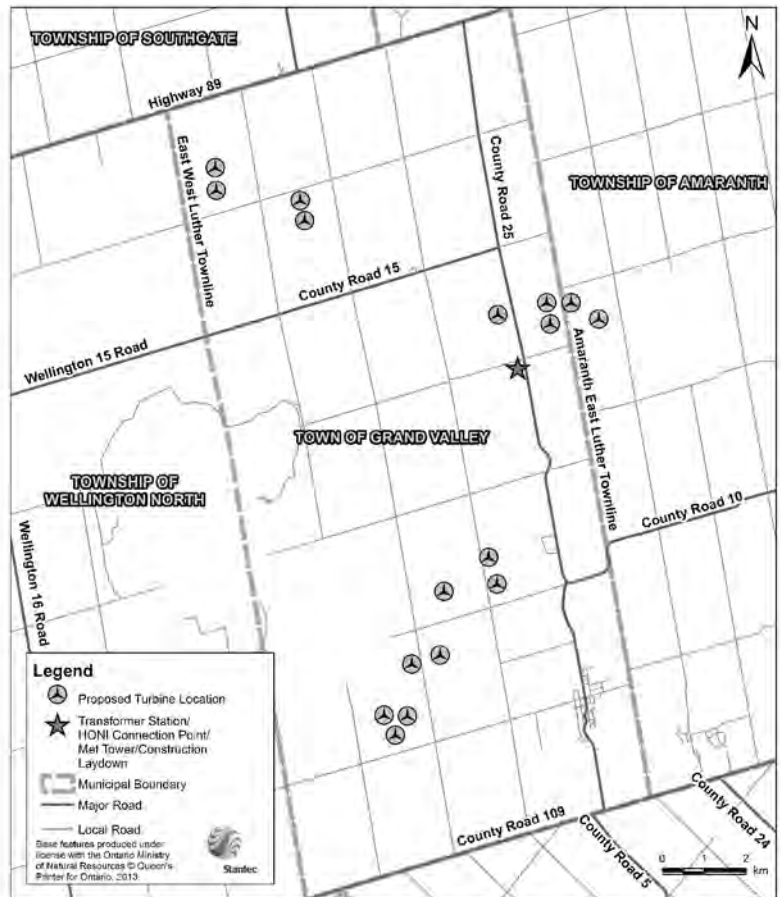 TOWNSHIP OF SOUTHGATE
N
Highway 89
East West Luther Townline
County Road 25
TOWNSHIP OF AMARANTH
County Road 15
Wellington 15 Road
Amaranth East Luther Townline
TOWN OF GRAND VALLEY
TOWNSHIP OF
WELLINGTON NORTH
County Road 10
Wellington 16 Road
Legend
Proposed Turbine Location
Transformer Station/
HONI Connection Point/
Met Tower/Construction
Laydown
Municipal Boundary
Major Road
Local Road
Base features produced under
license with the Ontario Ministry
of Natural Resources © Queen's
Printer for Ontario, 2013.
Stantec
County Road 109
County Road 24
County Road 5
0 1 2
km